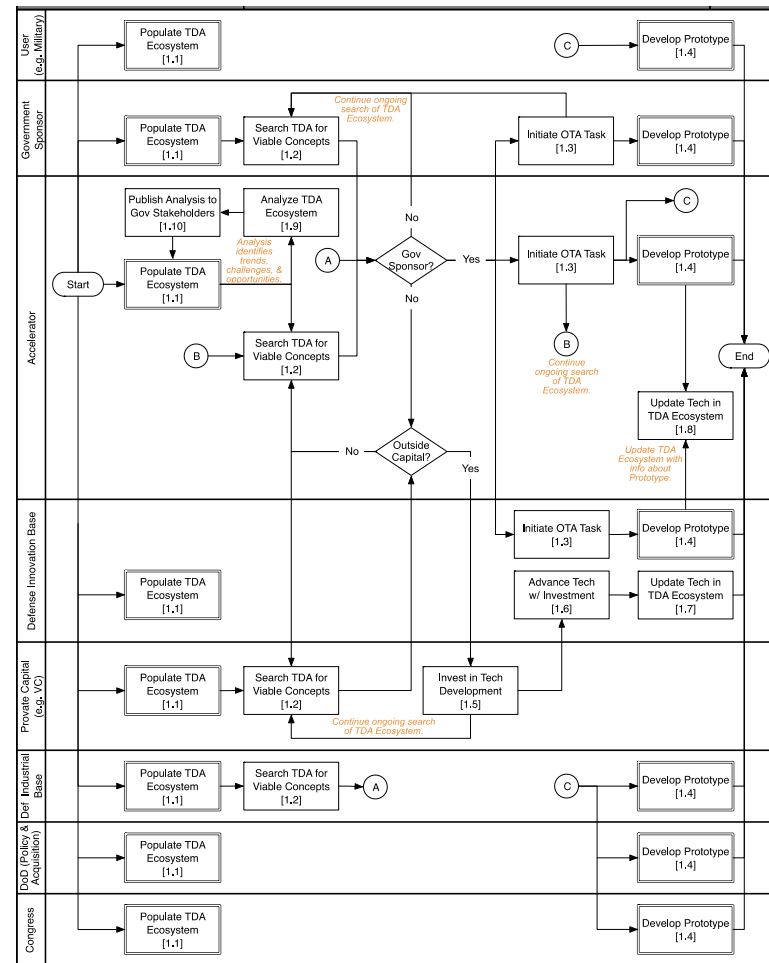 User
(e.g. Military)
Populate TDA
Ecosystem
[1.1]
C
Develop Prototype
[1.4]
Government
Sponsor
Populate TDA
Ecosystem
[1.1]
Search TDA for
Viable Concepts
[1.2]
Continue ongoing
search of TDA
Ecosystem.
Initiate OTA Task
[1.3]
Develop Prototype
[1.4]
Accelerator
Publish Analysis to
Gov Stakeholders
[1.10]
Analyze TDA
Ecosystem
[1.9]
Analysis
identifies
trends,
challenges, &
opportunities.
Start
Populate TDA
Ecosystem
[1.1]
A
No
Gov
Sponsor?
Yes
No
Initiate OTA Task
[1.3]
C
Develop Prototype
[1.4]
B
Search TDA for
Viable Concepts
[1.2]
B
Continue
ongoing search
of TDA
Ecosystem.
End
No
Outside
Capital?
Yes
Update Tech in
TDA Ecosystem
[1.8]
Update TDA
Ecosystem with
info about
Prototype.
Defense Innovation Base
Initiate OTA Task
[1.3]
Develop Prototype
[1.4]
Populate TDA
Ecosystem
[1.1]
Advance Tech
w/ Investment
[1.6]
Update Tech in
TDA Ecosystem
[1.7]
Provate Capital
(e.g. VC)
Populate TDA
Ecosystem
[1.1]
Search TDA for
Viable Concepts
[1.2]
Continue ongoing search
of TDA Ecosystem.
Invest in Tech
Development
[1.5]
Def Industrial
Base
Populate TDA
Ecosystem
[1.1]
Search TDA for
Viable Concepts
[1.2]
A
C
Develop Prototype
[1.4]
DoD (Policy &
Acquisition)
Populate TDA
Ecosystem
[1.1]
Develop Prototype
[1.4]
Congress
Populate TDA
Ecosystem
[1.1]
Develop Prototype
[1.4]